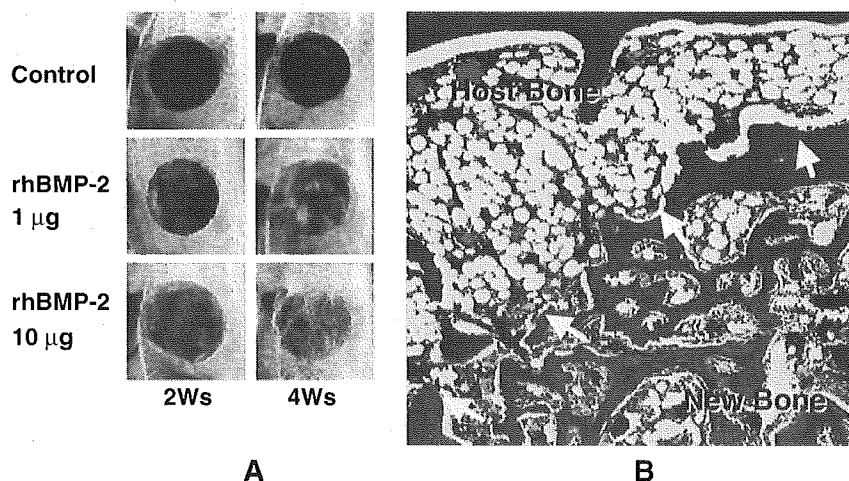 Control
rhBMP-2
1 µg
rhBMP-2
10 µg
2Ws
4Ws
A
Host Bone
New Bone
B